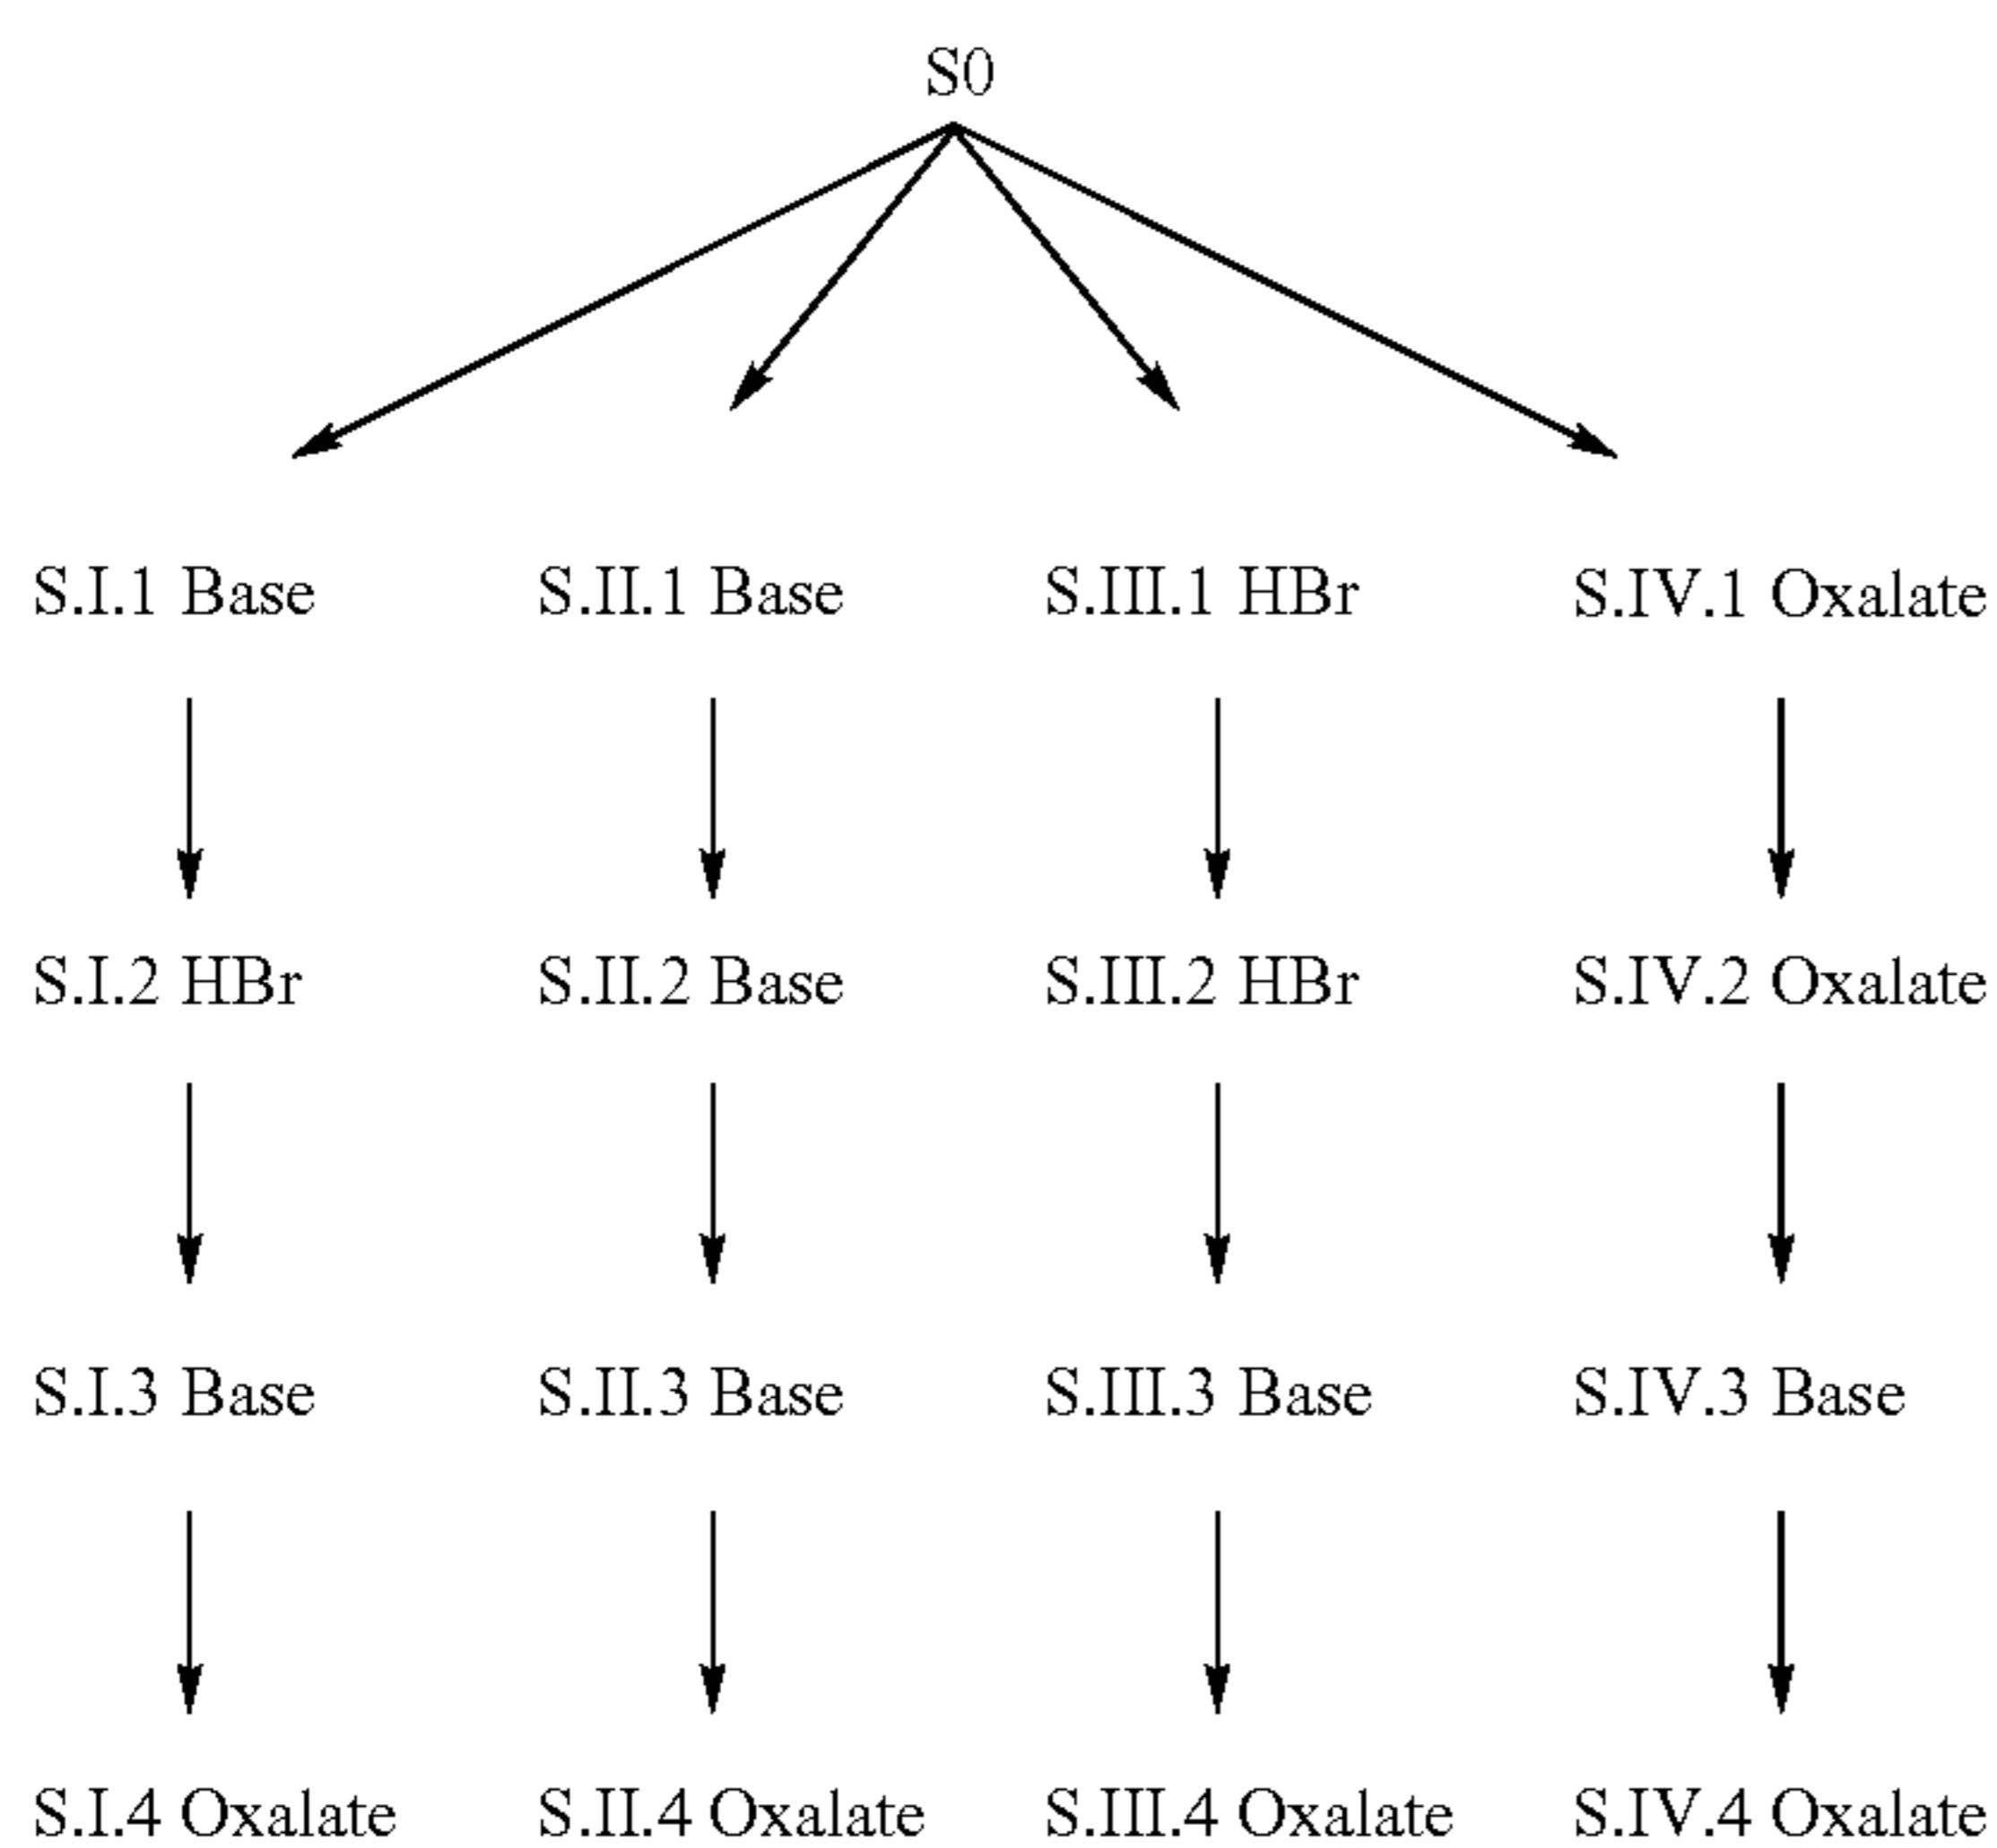 S0
S.I.1 Base
S.II.1 Base
S.III.1 HBr
S.IV.1 Oxalate
S.I.2 HBr
S.II.2 Base
S.III.2 HBr
S.IV.2 Oxalate
S.I.3 Base
S.II.3 Base
S.III.3 Base
S.IV.3 Base
S.I.4 Oxalate
S.II.4 Oxalate
S.III.4 Oxalate
S.IV.4 Oxalate